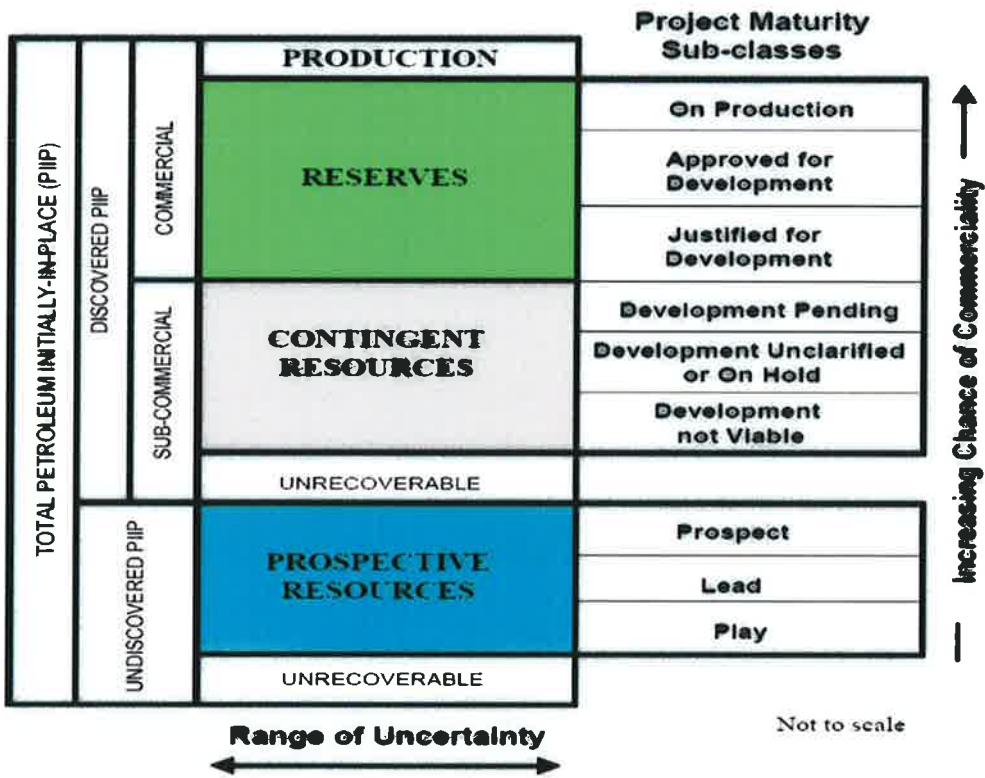 Project Maturity
Sub-classes
TOTAL PETROLEUM INITIALLY-IN-PLACE (PIIP)
DISCOVERED PIIP
COMMERCIAL
SUB-COMMERCIAL
UNDISCOVERED PIIP
PRODUCTION
RESERVES
On Production
Approved for
Development
Justified for
Development
CONTINGENT
RESOURCES
Development Pending
Development Unclarified
or On Hold
Development
not Viable
UNRECOVERABLE
PROSPECTIVE
RESOURCES
Prospect
Lead
Play
UNRECOVERABLE
Increasing Chance of Commerciality
Range of Uncertainty
Not to scale